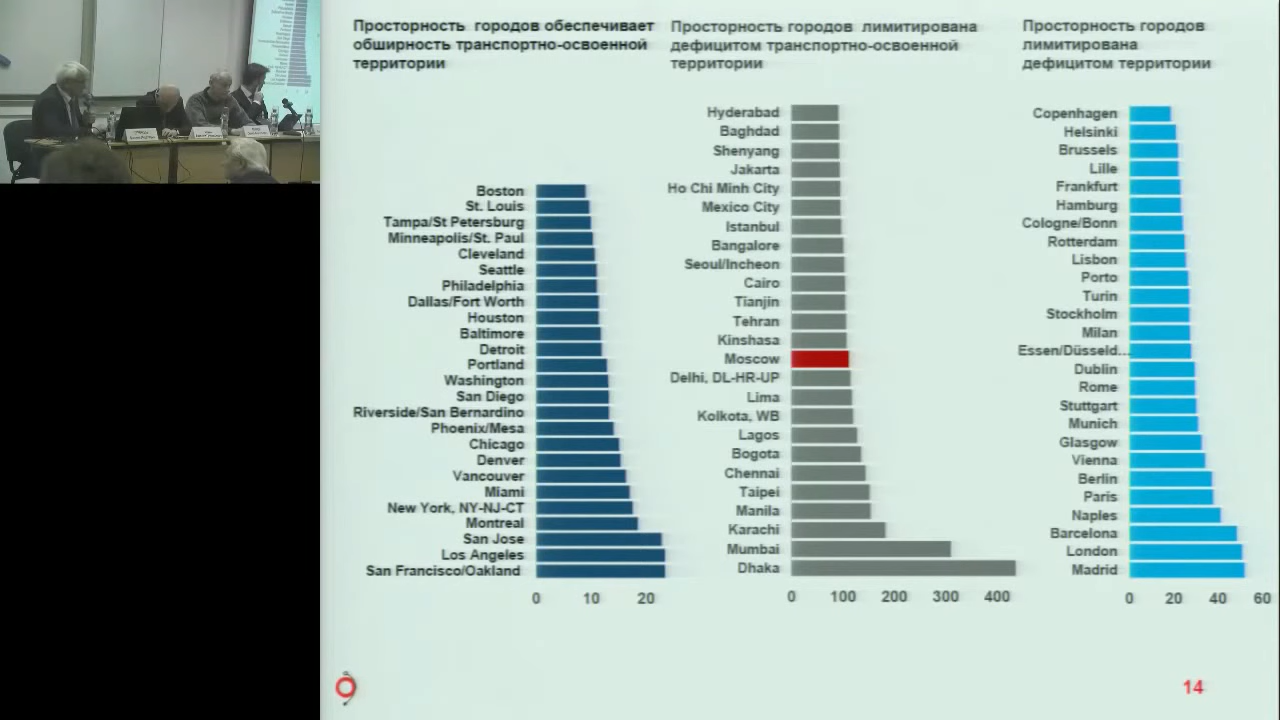 Просторность городов обеспечивает
обширность транспортно-освоенной
территории
Boston
St. Louis
Tampa/St Petersburg
Minneapolis/St. Paul
Cleveland
Seattle
Philadelphia
Dallas/Fort Worth
Houston
Baltimore
Detroit
Portland
Washington
San Diego
Riverside/San Bernardino
Phoenix/Mesa
Chicago
Denver
Vancouver
Miami
New York, NY-NJ-CT
Montreal
San Jose
Los Angeles
San Francisco/Oakland
0 10 20
Просторность городов лимитирована
дефицитом транспортно-освоенной
территории
Hyderabad
Baghdad
Shenyang
Jakarta
Ho Chi Minh City
Mexico City
Istanbul
Bangalore
Seoul/Incheon
Cairo
Tianjin
Tehran
Kinshasa
Moscow
Delhi, DL-HR-UP
Lima
Kolkota, WB
Lagos
Bogota
Chennai
Taipei
Manila
Karachi
Mumbai
Dhaka
0 100 200 300 400
Просторность городов
лимитирована
дефицитом территории
Copenhagen
Helsinki
Brussels
Lille
Frankfurt
Hamburg
Cologne/Bonn
Rotterdam
Lisbon
Porto
Turin
Stockholm
Milan
Essen/Düsseld...
Dublin
Rome
Stuttgart
Munich
Glasgow
Vienna
Berlin
Paris
Naples
Barcelona
London
Madrid
0 20 40 60
14